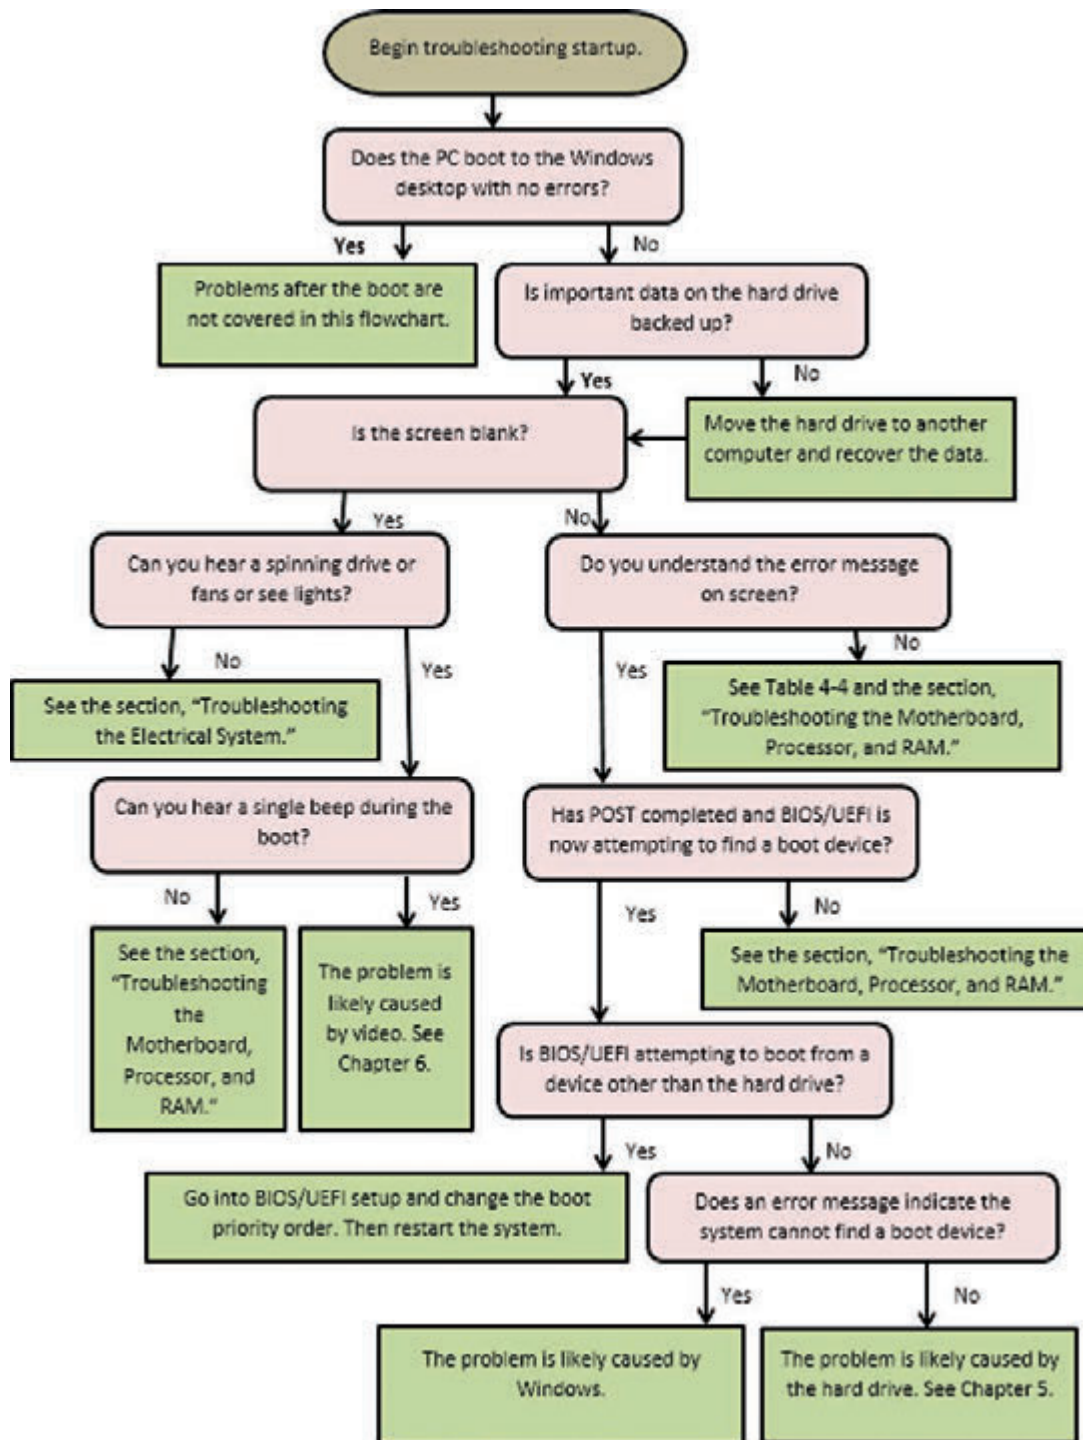 Begin troubleshooting startup.
Does the PC boot to the Windows
desktop with no errors?
Yes
No
Problems after the boot are
not covered in this flowchart.
Is important data on the hard drive
backed up?
Yes
No
Is the screen blank?
Move the hard drive to another
computer and recover the data.
Yes
No
Can you hear a spinning drive or
fans or see lights?
Do you understand the error message
on screen?
No
Yes
Yes
No
See the section, “Troubleshooting
the Electrical System.”
See Table 4-4 and the section,
“Troubleshooting the Motherboard,
Processor, and RAM.”
Can you hear a single beep during the
boot?
Has POST completed and BIOS/UEFI is
now attempting to find a boot device?
No
Yes
Yes
No
See the section,
“Troubleshooting
the
Motherboard,
Processor, and
RAM.”
The problem is
likely caused
by video. See
Chapter 6.
See the section, “Troubleshooting the
Motherboard, Processor, and RAM.”
Is BIOS/UEFI attempting to boot from a
device other than the hard drive?
Yes
No
Go into BIOS/UEFI setup and change the boot
priority order. Then restart the system.
Does an error message indicate the
system cannot find a boot device?
Yes
No
The problem is likely caused by
Windows.
The problem is likely caused by
the hard drive. See Chapter 5.